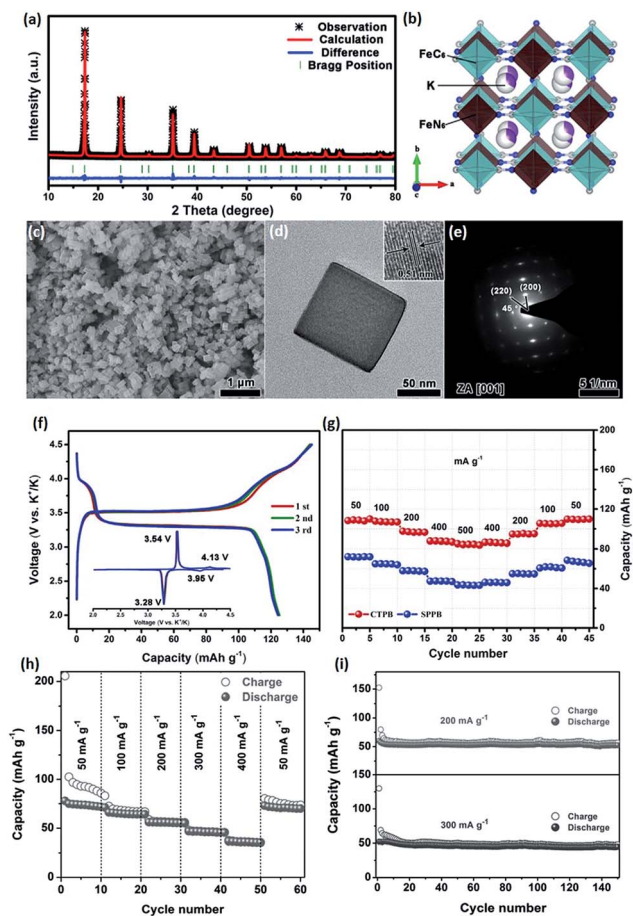 (a)
Observation
Calculation
Difference
Bragg Position
Intensity (a.u.)
10 20 30 40 50 60 70 80
2 Theta (degree)
(b)
FeC₆
K
FeN₆
b
c
a
(c)
1 μm
(d)
0.51 nm
50 nm
(e)
(220)
(200)
45°
ZA [001]
5 1/nm
(f)
4.5
4.0
3.5
3.0
2.5
2.0
Voltage (V vs. K⁺/K)
1 st
2 nd
3 rd
3.54 V
4.13 V
3.95 V
3.28 V
2.0 2.5 3.0 3.5 4.0 4.5
Voltage (V vs. K⁺/K)
0 20 40 60 80 100 120 140
Capacity (mAh g⁻¹)
(g)
mA g⁻¹
50 100 200 400 500 400 200 100 50
CTPB SPPB
200
160
120
80
40
0
Capacity (mAh g⁻¹)
0 5 10 15 20 25 30 35 40 45
Cycle number
(h)
200
150
100
50
0
Capacity (mAh g⁻¹)
Charge
Discharge
50 mA g⁻¹
100 mA g⁻¹
200 mA g⁻¹
300 mA g⁻¹
400 mA g⁻¹
50 mA g⁻¹
0 10 20 30 40 50 60
Cycle number
(i)
150
100
50
0
150
100
50
0
Capacity (mAh g⁻¹)
Charge
Discharge
200 mA g⁻¹
Charge
Discharge
300 mA g⁻¹
0 20 40 60 80 100 120 140
Cycle number